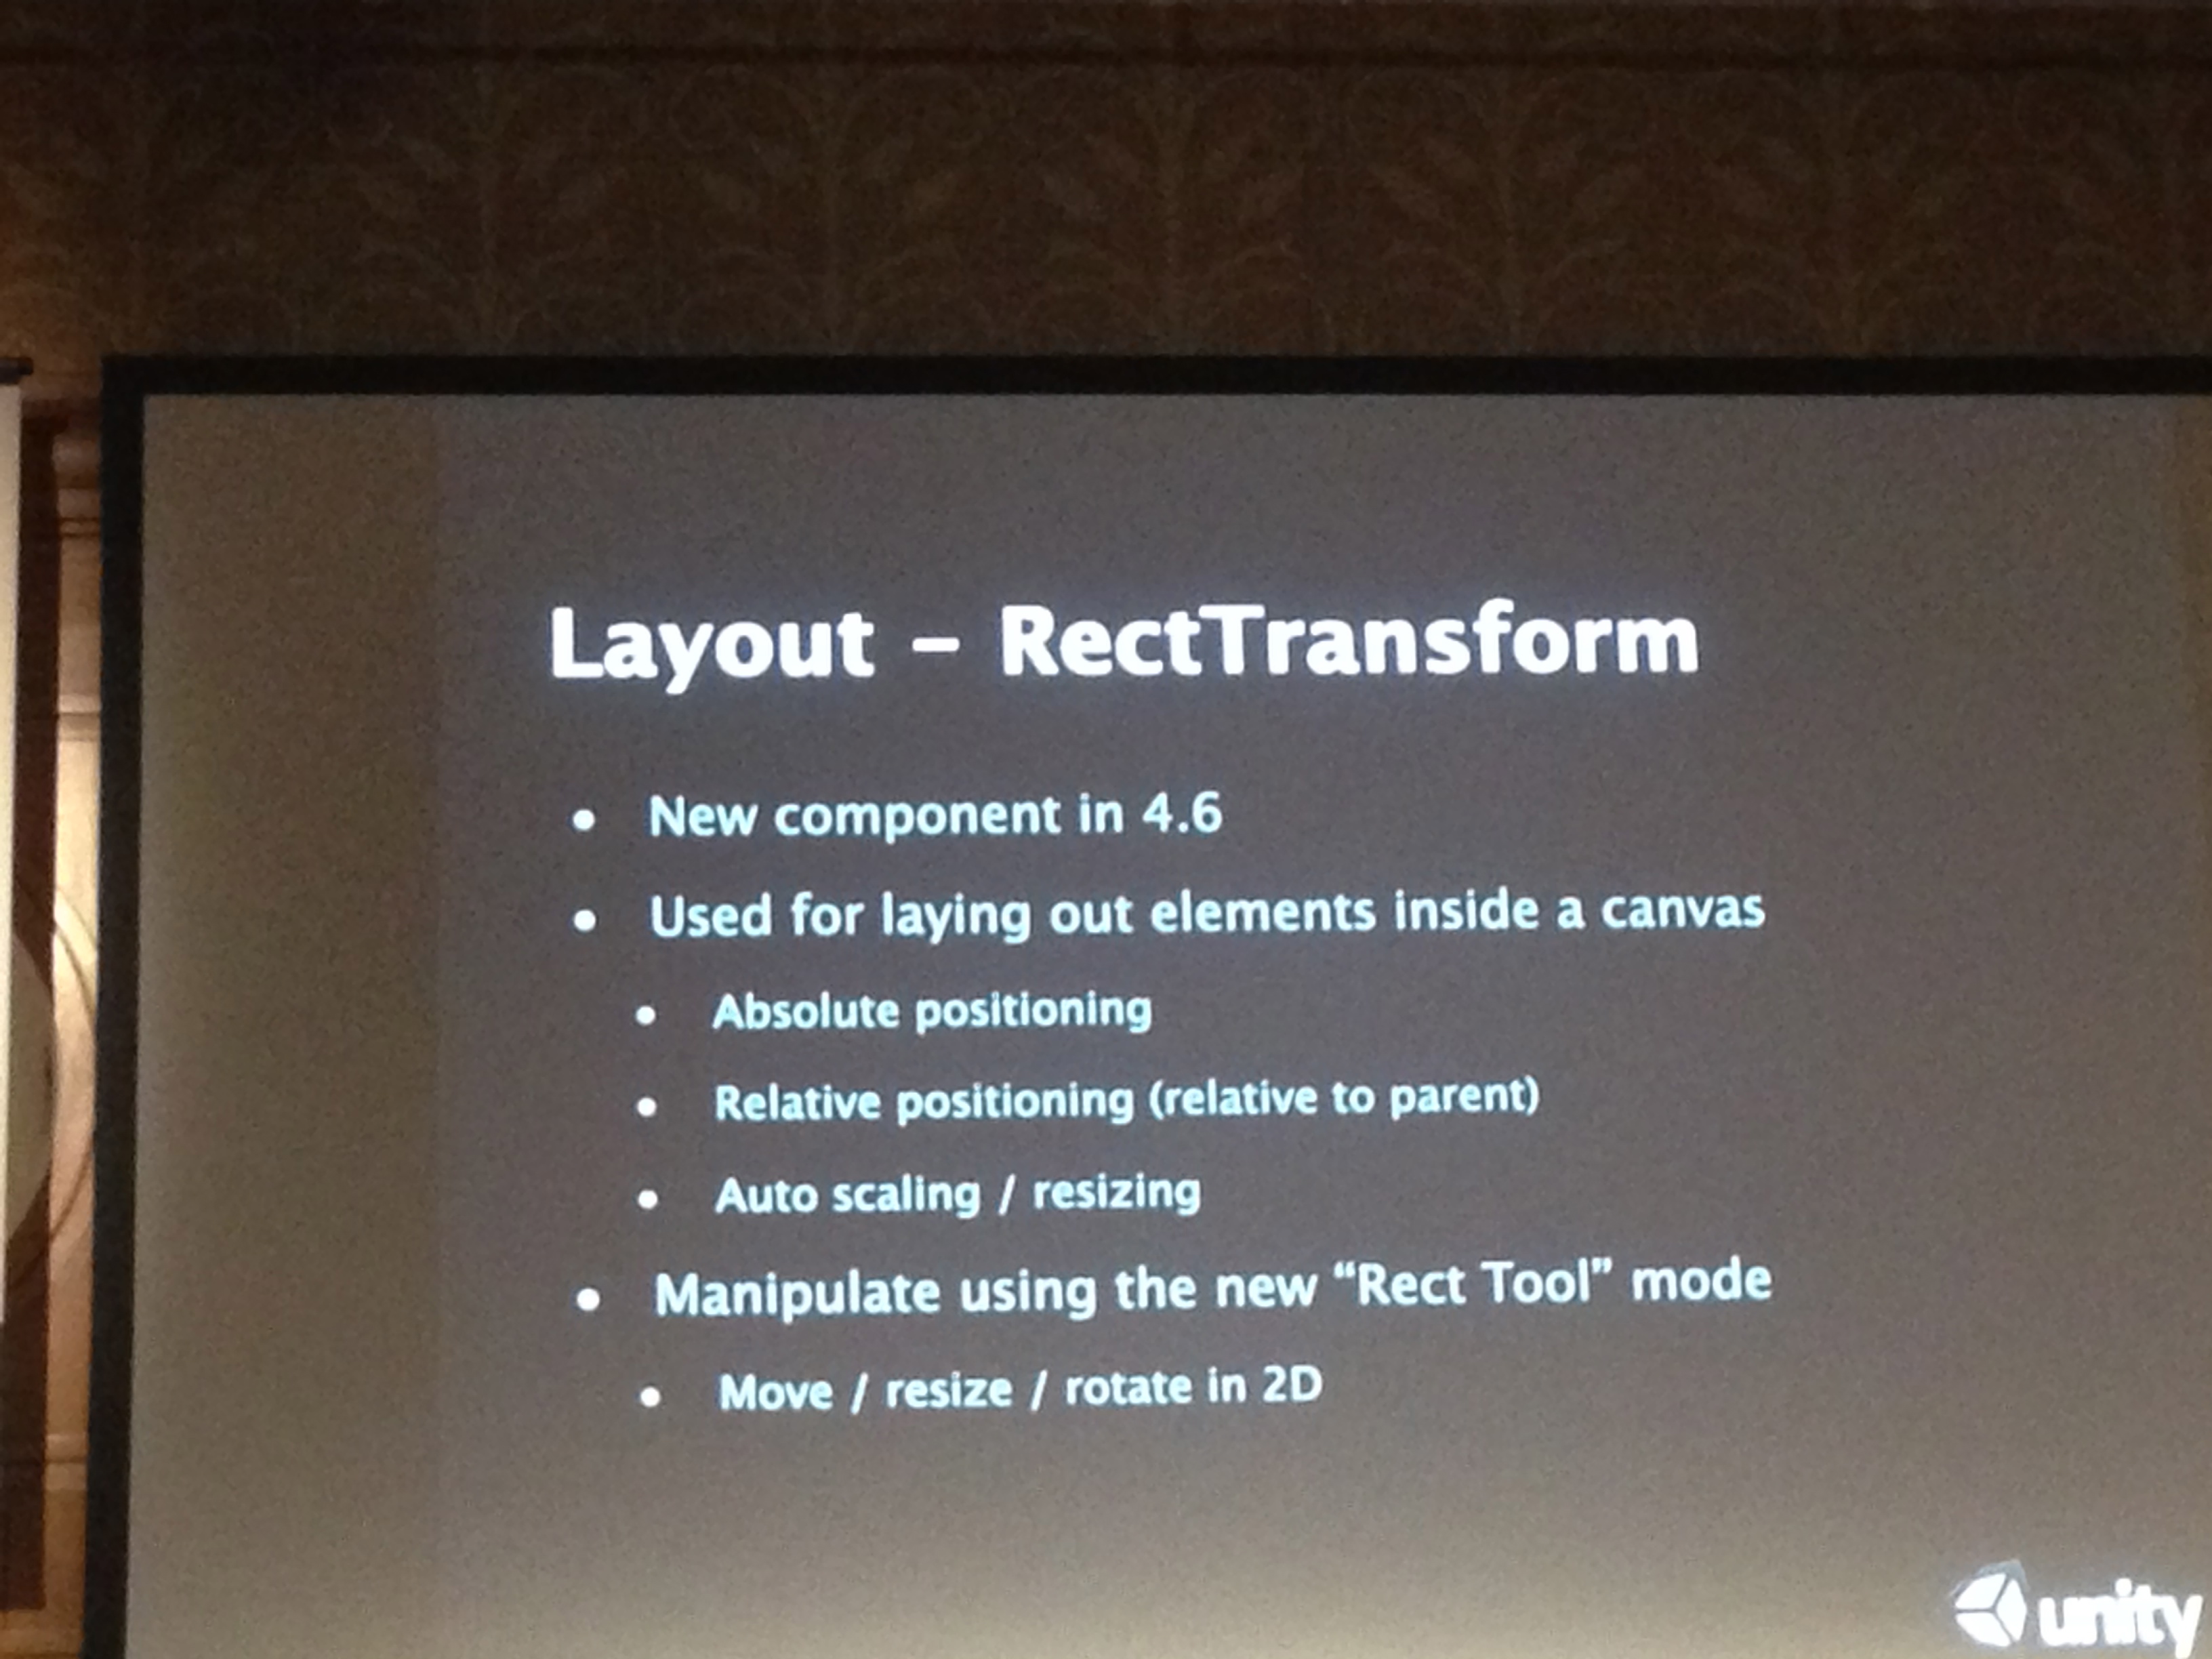 Layout – RectTransform
• New component in 4.6
• Used for laying out elements inside a canvas
• Absolute positioning
• Relative positioning (relative to parent)
• Auto scaling / resizing
• Manipulate using the new “Rect Tool” mode
• Move / resize / rotate in 2D
unity